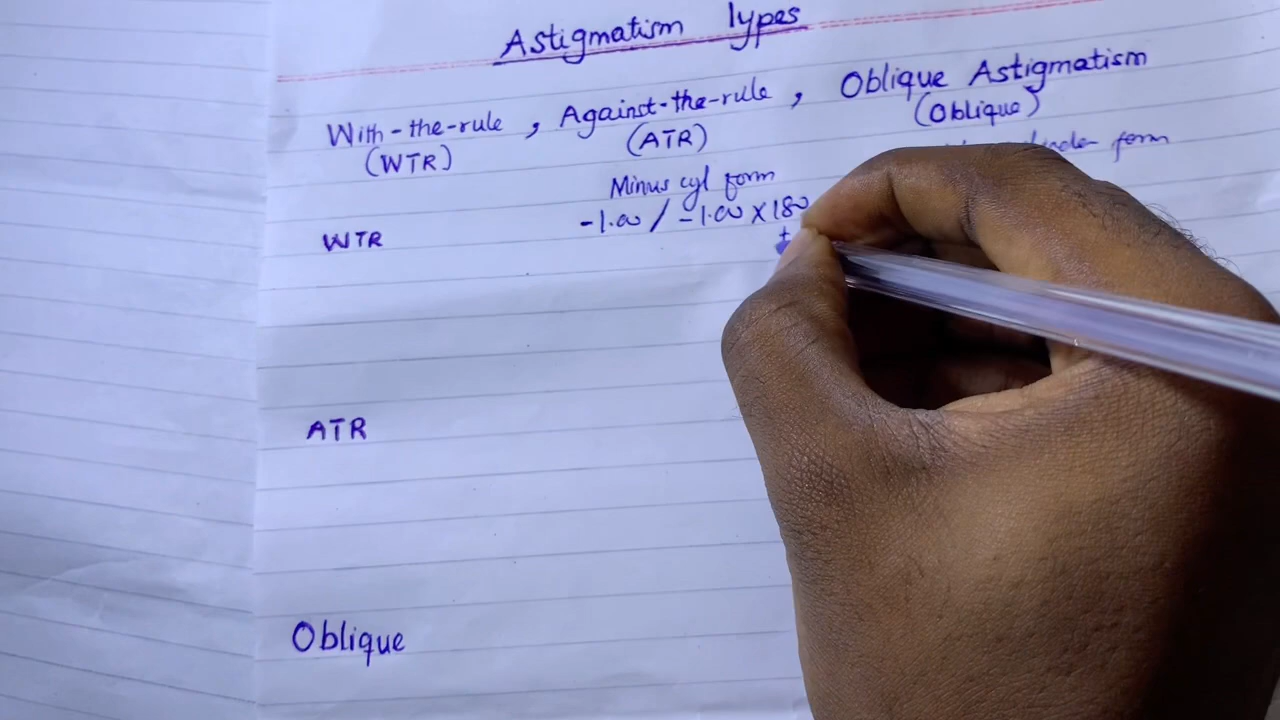 Astigmatism Types
With-the-rule , Against-the-rule , Oblique Astigmatism
(WTR) (ATR) (Oblique)
Minus cyl form form
WTR -1.00 / -1.00 X 180
+
ATR
Oblique